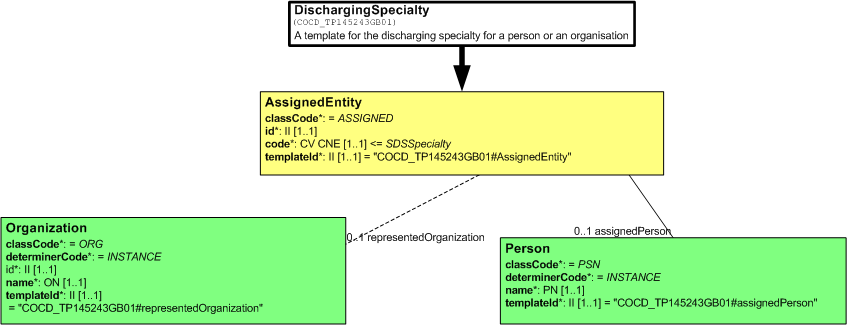 DischargingSpecialty
(COCD_TP145243GB01)
A template for the discharging specialty for a person or an organisation
AssignedEntity
classCode*: = ASSIGNED
id*: II [1..1]
code*: CV CNE [1..1] <= SDSSpecialty
templateId*: II [1..1] = "COCD_TP145243GB01#AssignedEntity"
0..1 representedOrganization
0..1 assignedPerson
Organization
classCode*: = ORG
determinerCode*: = INSTANCE
id*: II [1..1]
name*: ON [1..1]
templateId*: II [1..1]
= "COCD_TP145243GB01#representedOrganization"
Person
classCode*: = PSN
determinerCode*: = INSTANCE
name*: PN [1..1]
templateId*: II [1..1] = "COCD_TP145243GB01#assignedPerson"